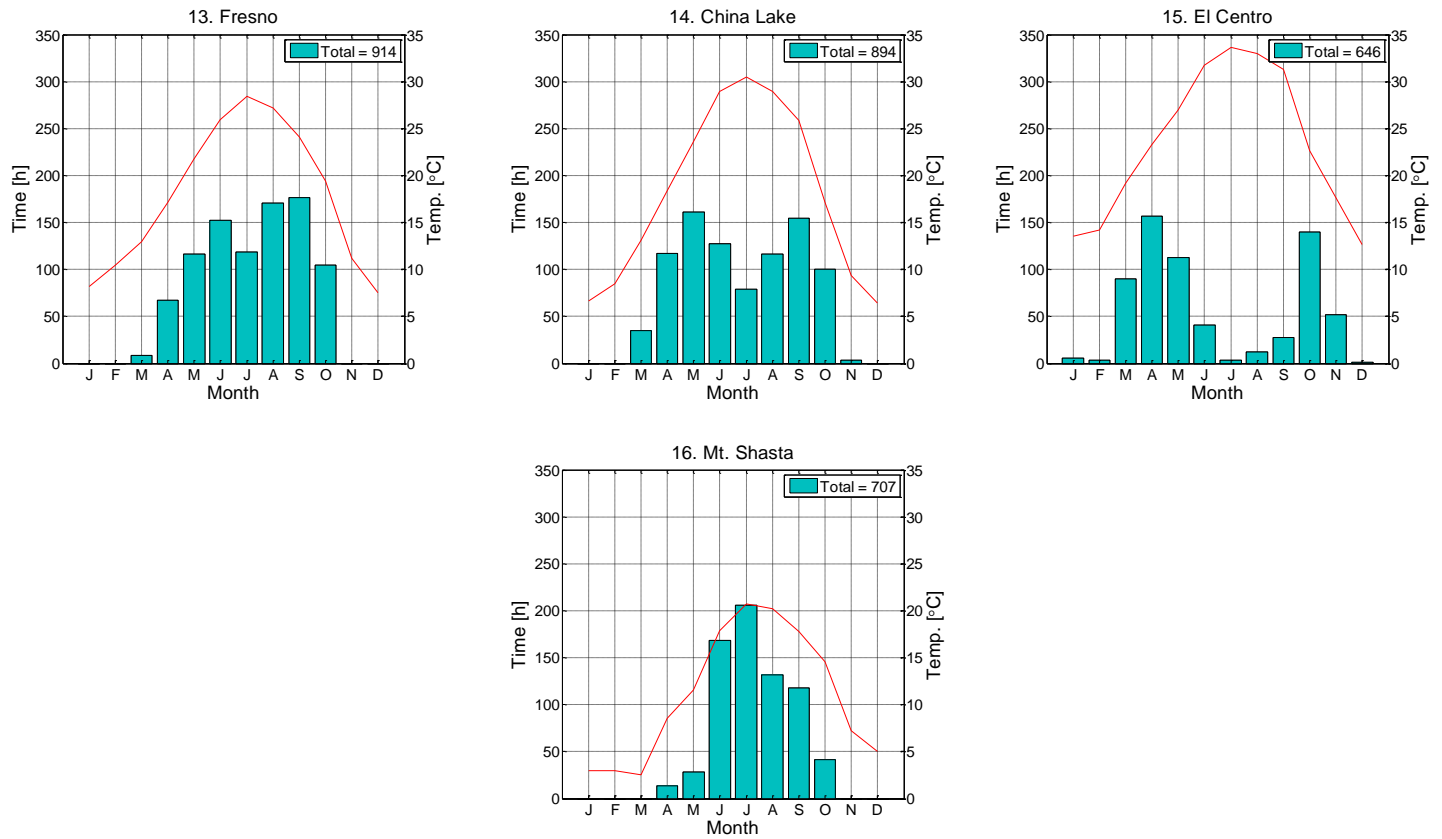 13. Fresno
350
300
250
200
150
100
50
0
Time [h]
Total = 914
35
30
25
20
15
10
5
0
Temp. [°C]
J F M A M J J A S O N D
Month
14. China Lake
350
300
250
200
150
100
50
0
Time [h]
Total = 894
35
30
25
20
15
10
5
0
Temp. [°C]
J F M A M J J A S O N D
Month
15. El Centro
350
300
250
200
150
100
50
0
Time [h]
Total = 646
35
30
25
20
15
10
5
0
Temp. [°C]
J F M A M J J A S O N D
Month
16. Mt. Shasta
350
300
250
200
150
100
50
0
Time [h]
Total = 707
35
30
25
20
15
10
5
0
Temp. [°C]
J F M A M J J A S O N D
Month